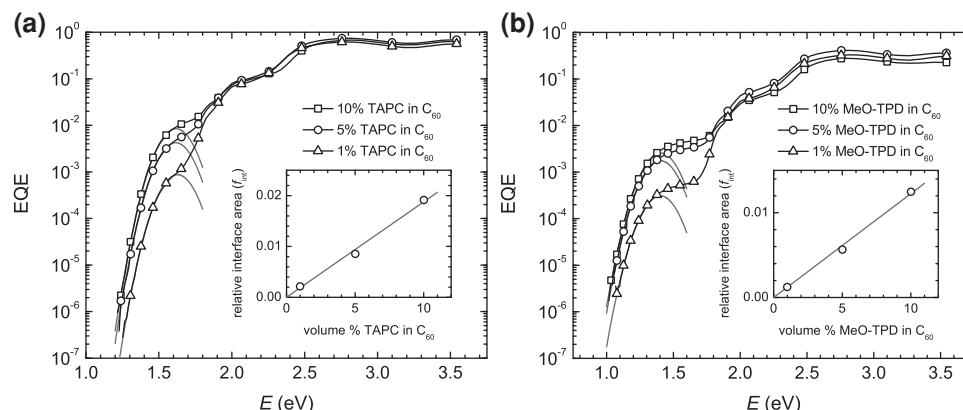 (a)
10⁰
10⁻¹
10⁻²
10⁻³
10⁻⁴
10⁻⁵
10⁻⁶
10⁻⁷
EQE
10% TAPC in C₆₀
5% TAPC in C₆₀
1% TAPC in C₆₀
relative interface area (f_int)
0.02
0.01
0.00
0 5 10
volume % TAPC in C₆₀
1.0 1.5 2.0 2.5 3.0 3.5
E (eV)
(b)
10⁰
10⁻¹
10⁻²
10⁻³
10⁻⁴
10⁻⁵
10⁻⁶
10⁻⁷
EQE
10% MeO-TPD in C₆₀
5% MeO-TPD in C₆₀
1% MeO-TPD in C₆₀
relative interface area (f_int)
0.01
0.00
0 5 10
volume % MeO-TPD in C₆₀
1.0 1.5 2.0 2.5 3.0 3.5
E (eV)